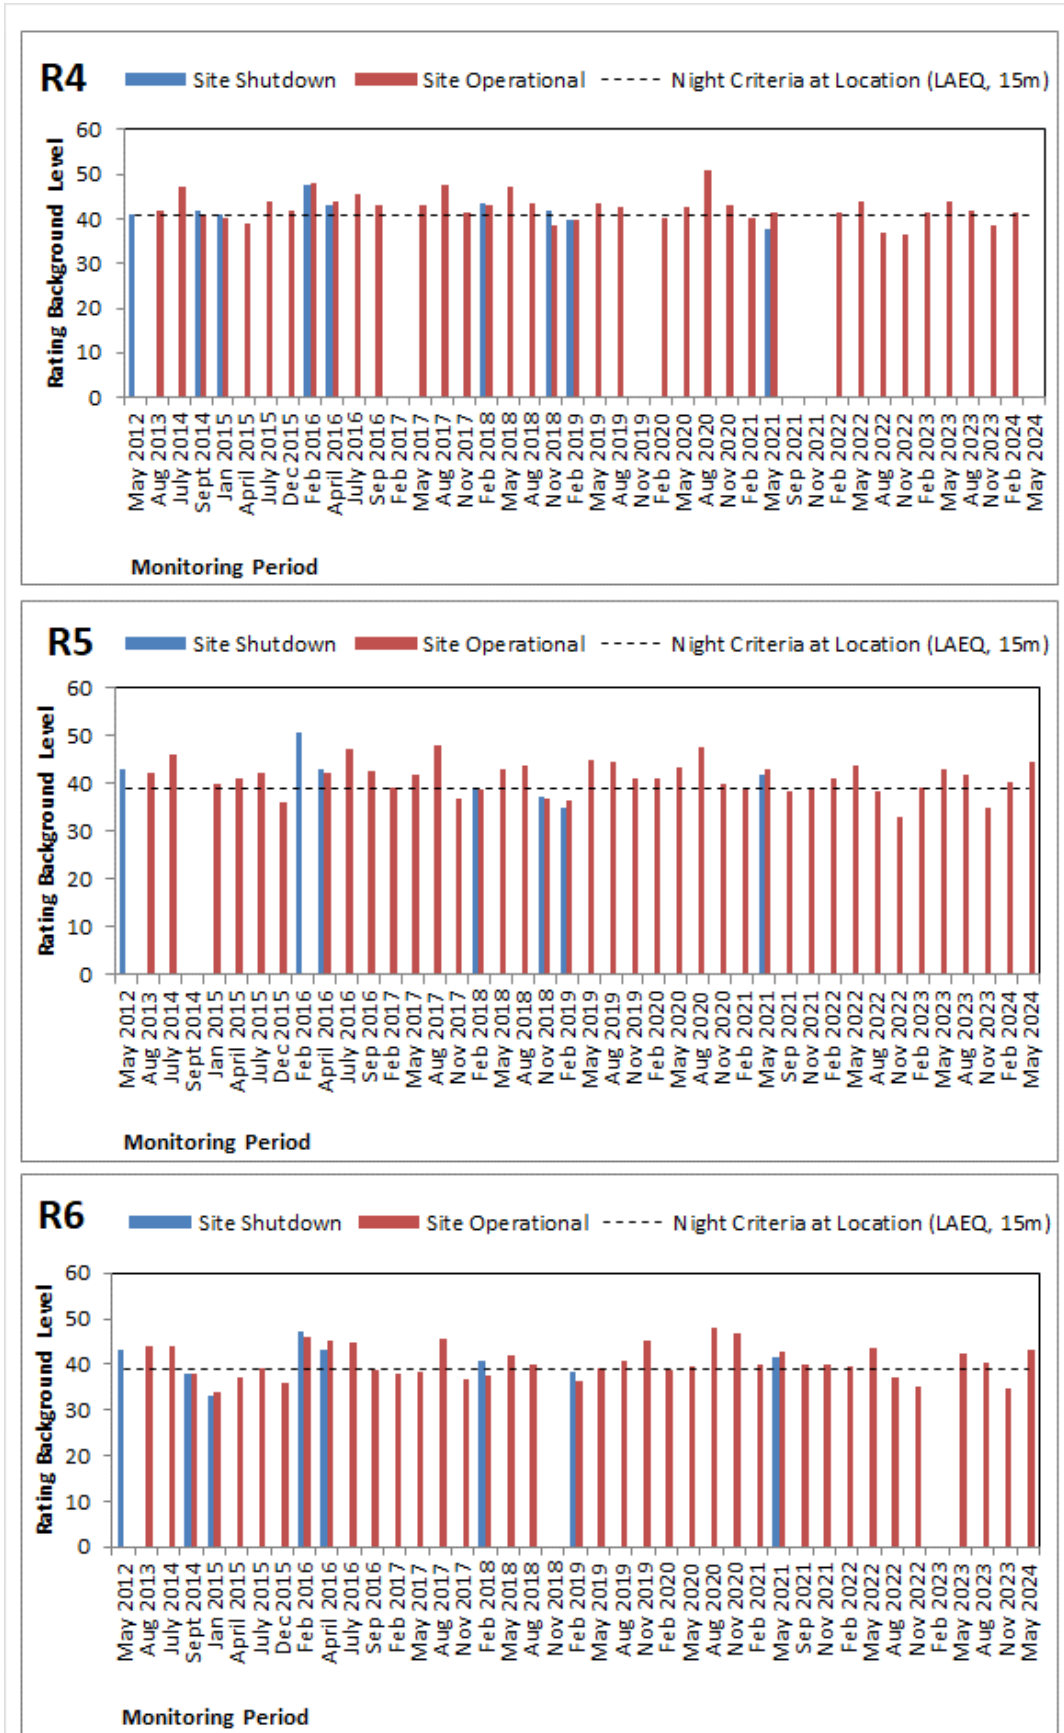 R4 Site Shutdown Site Operational Night Criteria at Location (LAEQ, 15m)
Rating Background Level
60
50
40
30
20
10
0
May 2012
Aug 2013
July 2014
Sept 2014
Jan 2015
April 2015
July 2015
Dec 2015
Feb 2016
April 2016
July 2016
Sep 2016
Feb 2017
May 2017
Aug 2017
Nov 2017
Feb 2018
May 2018
Aug 2018
Nov 2018
Feb 2019
May 2019
Aug 2019
Nov 2019
Feb 2020
May 2020
Aug 2020
Nov 2020
Feb 2021
May 2021
Sep 2021
Nov 2021
Feb 2022
May 2022
Aug 2022
Nov 2022
Feb 2023
May 2023
Aug 2023
Nov 2023
Feb 2024
May 2024
Monitoring Period
R5 Site Shutdown Site Operational Night Criteria at Location (LAEQ, 15m)
Rating Background Level
60
50
40
30
20
10
0
May 2012
Aug 2013
July 2014
Sept 2014
Jan 2015
April 2015
July 2015
Dec 2015
Feb 2016
April 2016
July 2016
Sep 2016
Feb 2017
May 2017
Aug 2017
Nov 2017
Feb 2018
May 2018
Aug 2018
Nov 2018
Feb 2019
May 2019
Aug 2019
Nov 2019
Feb 2020
May 2020
Aug 2020
Nov 2020
Feb 2021
May 2021
Sep 2021
Nov 2021
Feb 2022
May 2022
Aug 2022
Nov 2022
Feb 2023
May 2023
Aug 2023
Nov 2023
Feb 2024
May 2024
Monitoring Period
R6 Site Shutdown Site Operational Night Criteria at Location (LAEQ, 15m)
Rating Background Level
60
50
40
30
20
10
0
May 2012
Aug 2013
July 2014
Sept 2014
Jan 2015
April 2015
July 2015
Dec 2015
Feb 2016
April 2016
July 2016
Sep 2016
Feb 2017
May 2017
Aug 2017
Nov 2017
Feb 2018
May 2018
Aug 2018
Nov 2018
Feb 2019
May 2019
Aug 2019
Nov 2019
Feb 2020
May 2020
Aug 2020
Nov 2020
Feb 2021
May 2021
Sep 2021
Nov 2021
Feb 2022
May 2022
Aug 2022
Nov 2022
Feb 2023
May 2023
Aug 2023
Nov 2023
May 2024
Monitoring Period